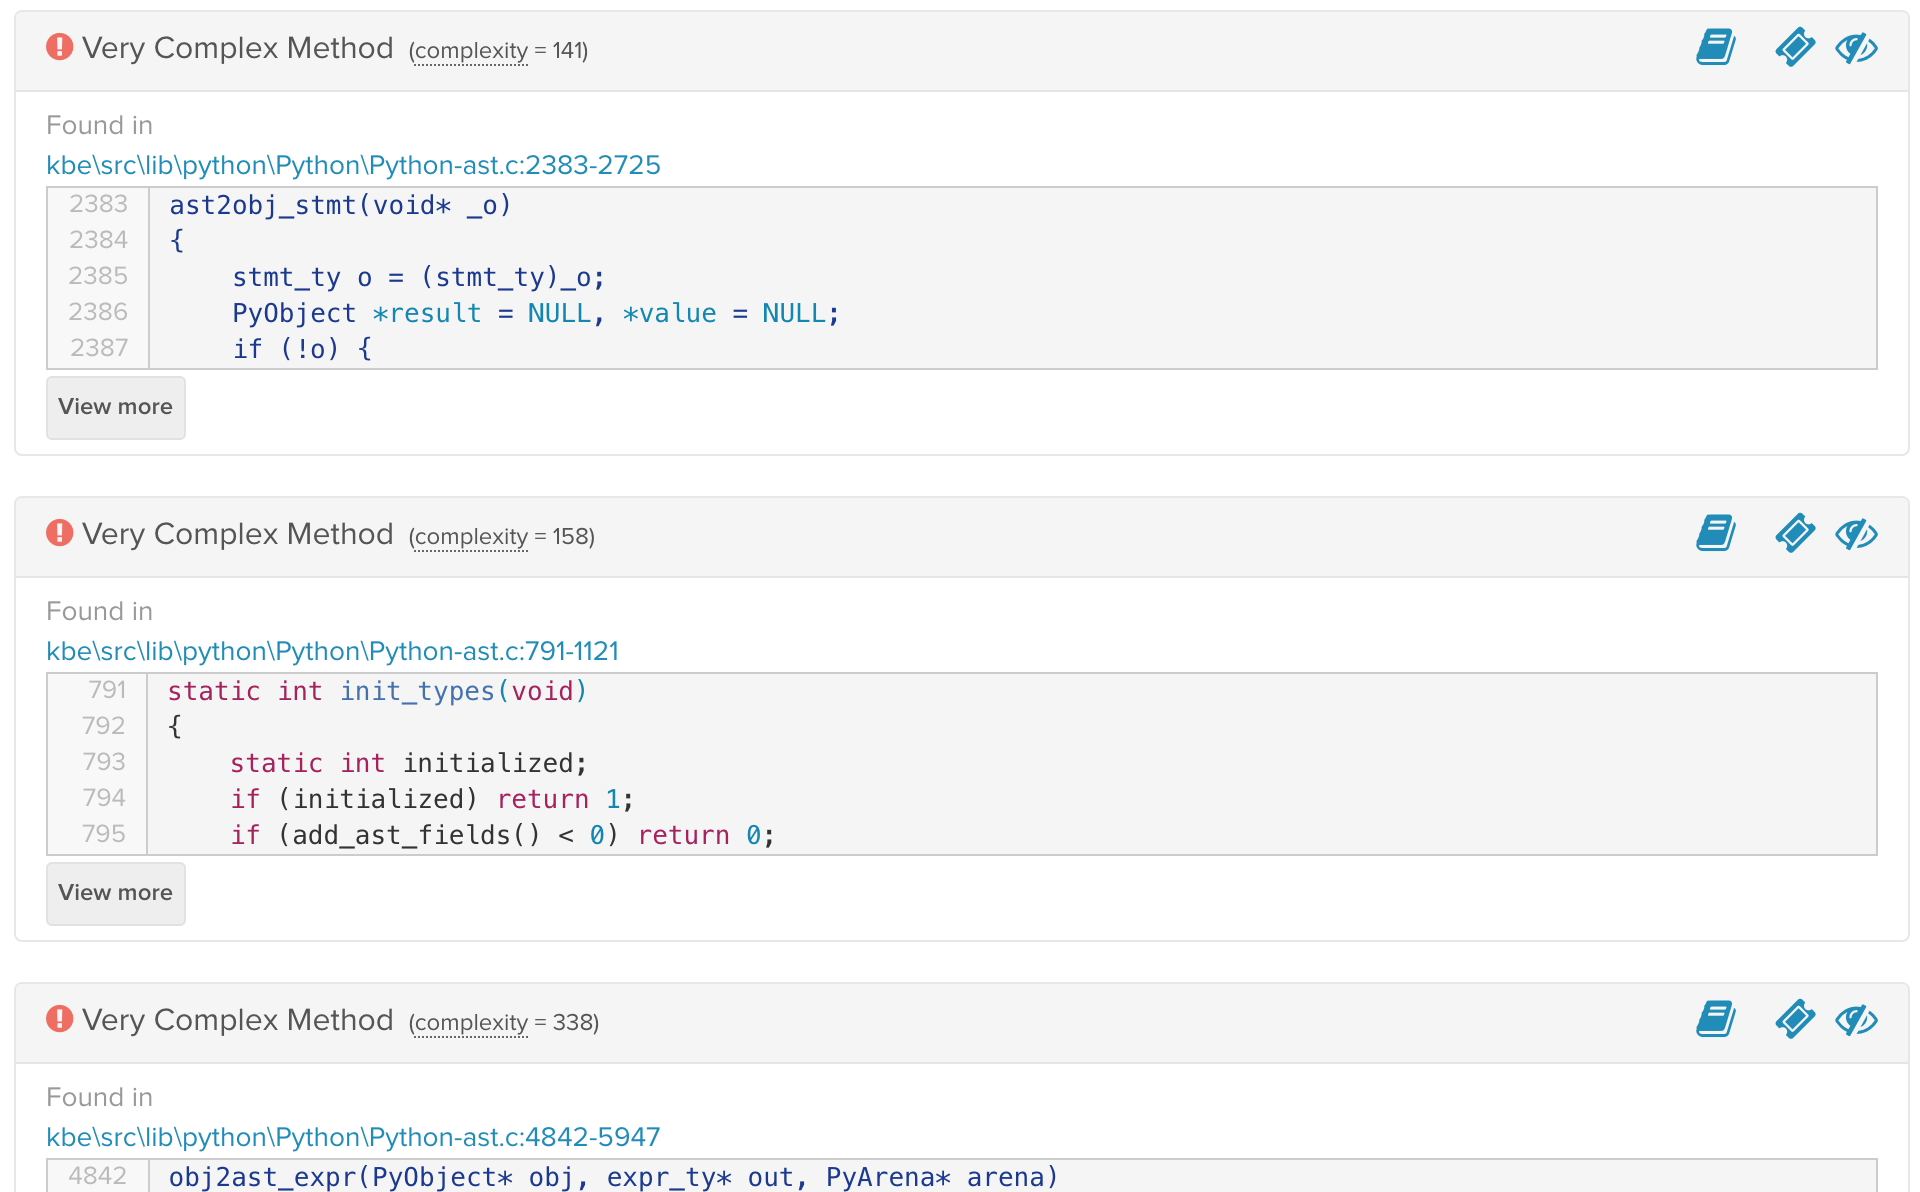 Very Complex Method (complexity = 141)
Found in
kbe\src\lib\python\Python\Python-ast.c:2383-2725
2383 ast2obj_stmt(void* _o)
2384 {
2385 stmt_ty o = (stmt_ty)_o;
2386 PyObject *result = NULL, *value = NULL;
2387 if (!o) {
View more
Very Complex Method (complexity = 158)
Found in
kbe\src\lib\python\Python\Python-ast.c:791-1121
791 static int init_types(void)
792 {
793 static int initialized;
794 if (initialized) return 1;
795 if (add_ast_fields() < 0) return 0;
View more
Very Complex Method (complexity = 338)
Found in
kbe\src\lib\python\Python\Python-ast.c:4842-5947
4842 obj2ast_expr(PyObject* obj, expr_ty* out, PyArena* arena)